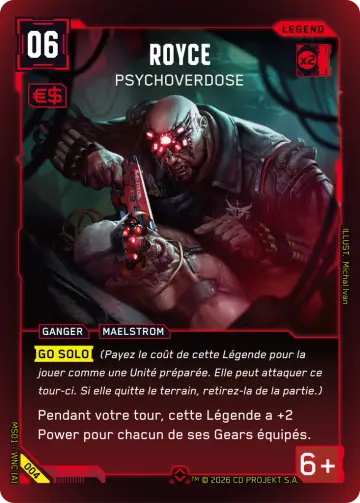 06
LEGEND
ROYCE
PSYCHOVERDOSE
x2
€$
ILLUST. Michal Ivan
GANGER
MAELSTROM
GO SOLO (Payez le coût de cette Légende pour la
jouer comme une Unité préparée. Elle peut attaquer ce
tour-ci. Si elle quitte le terrain, retirez-la de la partie.)
Pendant votre tour, cette Légende a +2
Power pour chacun de ses Gears équipés.
004
6+
™ © 2026 CD PROJEKT S.A.